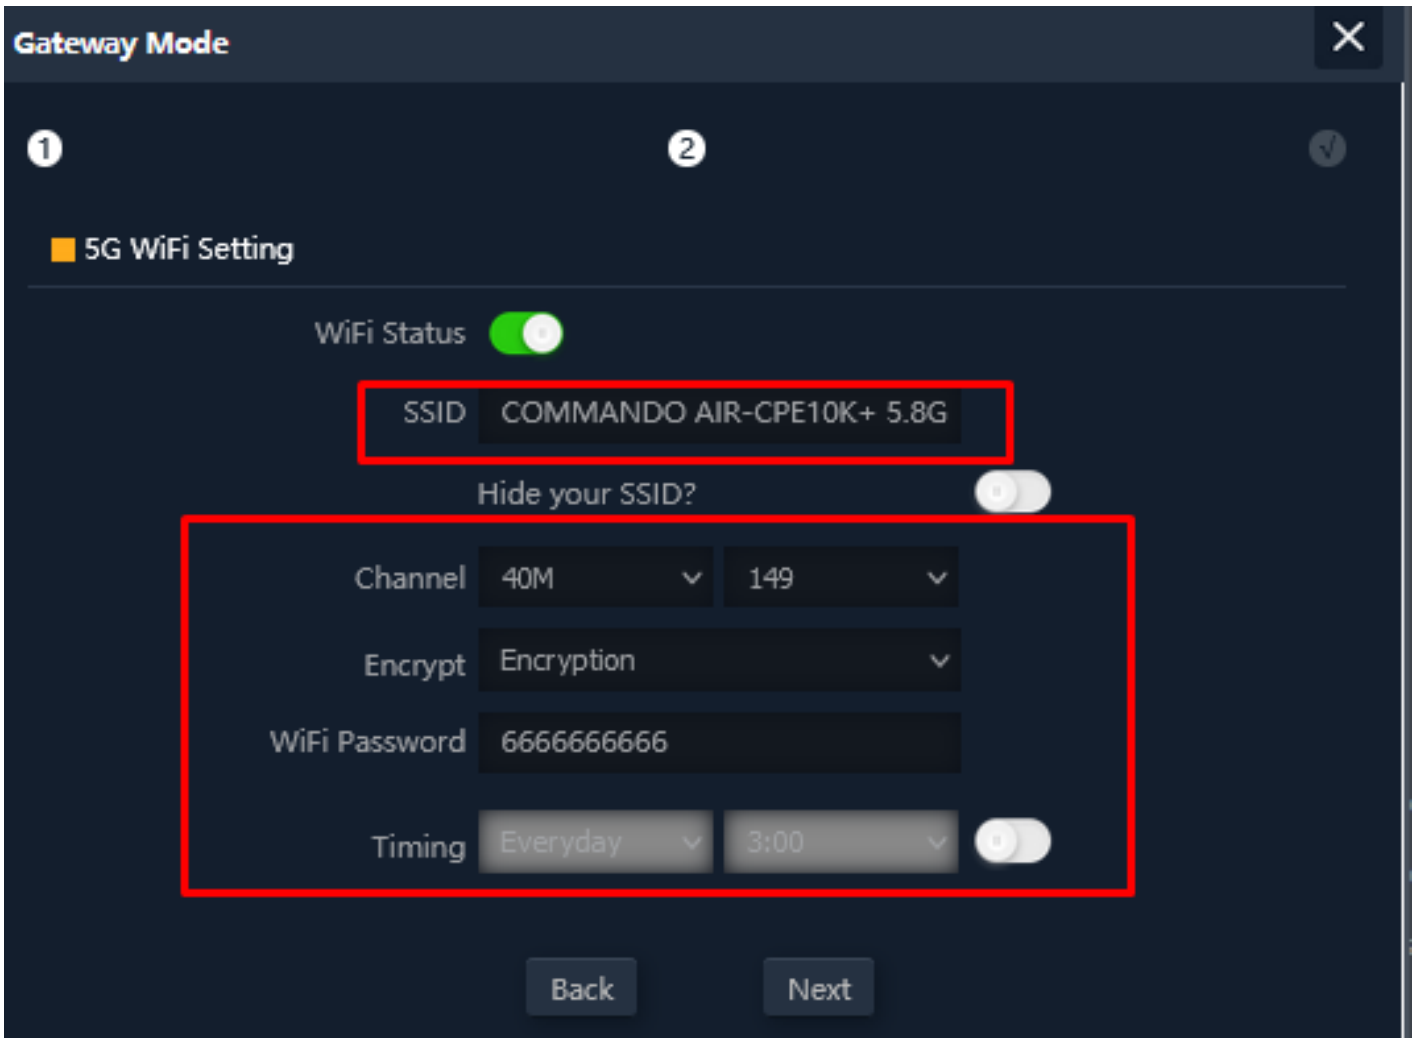 Gateway Mode
1 2 √
5G WiFi Setting
WiFi Status
SSID COMMANDO AIR-CPE10K+ 5.8G
Hide your SSID?
Channel 40M 149
Encrypt Encryption
WiFi Password 6666666666
Timing Everyday 3:00
Back Next